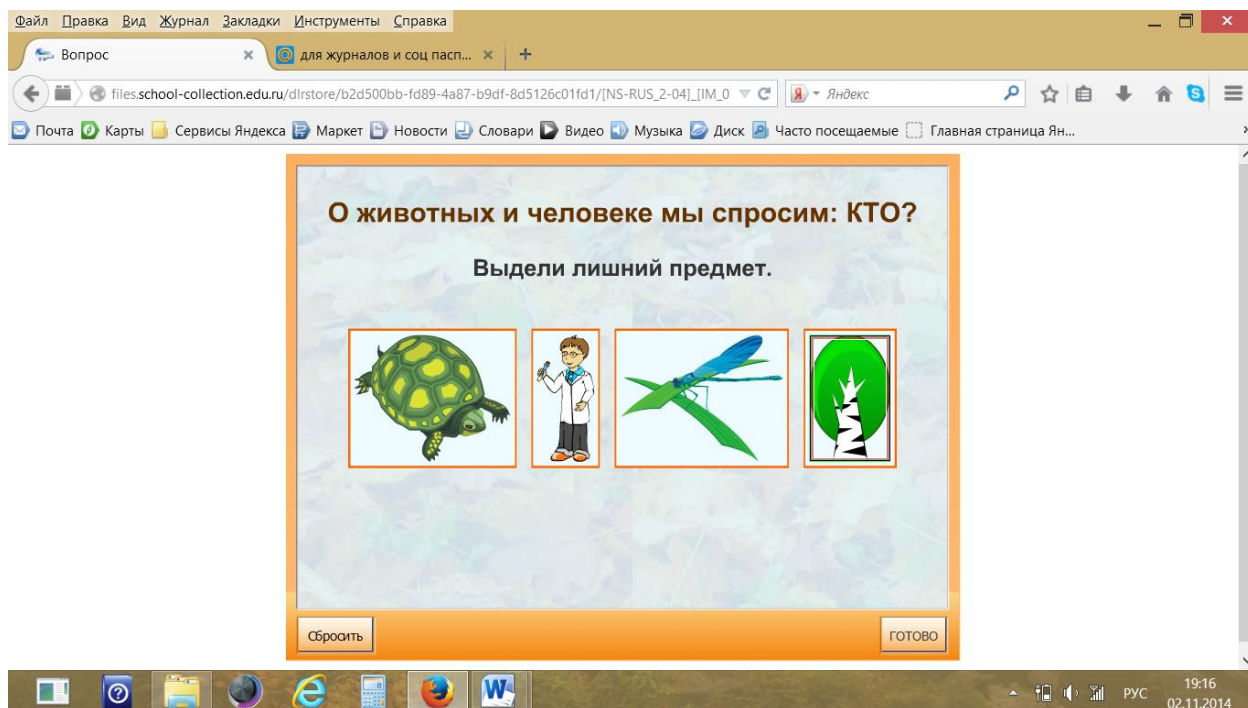 Файл Правка Вид Журнал Закладки Инструменты Справка
Вопрос
для журналов и соц пасп...
files.school-collection.edu.ru/dlrstore/b2d500bb-fd89-4a87-b9df-8d5126c01fd1/[NS-RUS_2-04]_[IM_0
Яндекс
Почта Карты Сервисы Яндекса Маркет Новости Словари Видео Музыка Диск Часто посещаемые Главная страница Ян...
О животных и человеке мы спросим: КТО?
Выдели лишний предмет.
Сбросить
ГОТОВО
РУС
19:16
02.11.2014